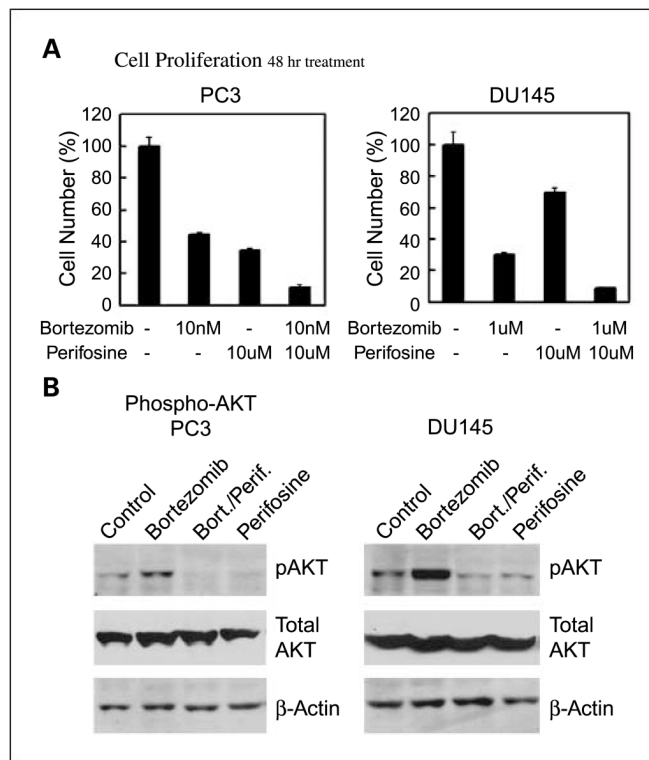 A
Cell Proliferation 48 hr treatment
PC3
120
100
80
60
40
20
0
Cell Number (%)
Bortezomib - 10nM - 10nM
Perifosine - - 10uM 10uM
DU145
120
100
80
60
40
20
0
Cell Number (%)
Bortezomib - 1uM - 1uM
Perifosine - - 10uM 10uM
B
Phospho-AKT
PC3
Control
Bortezomib
Bort./Perif.
Perifosine
pAKT
Total
AKT
β-Actin
DU145
Control
Bortezomib
Bort./Perif.
Perifosine
pAKT
Total
AKT
β-Actin